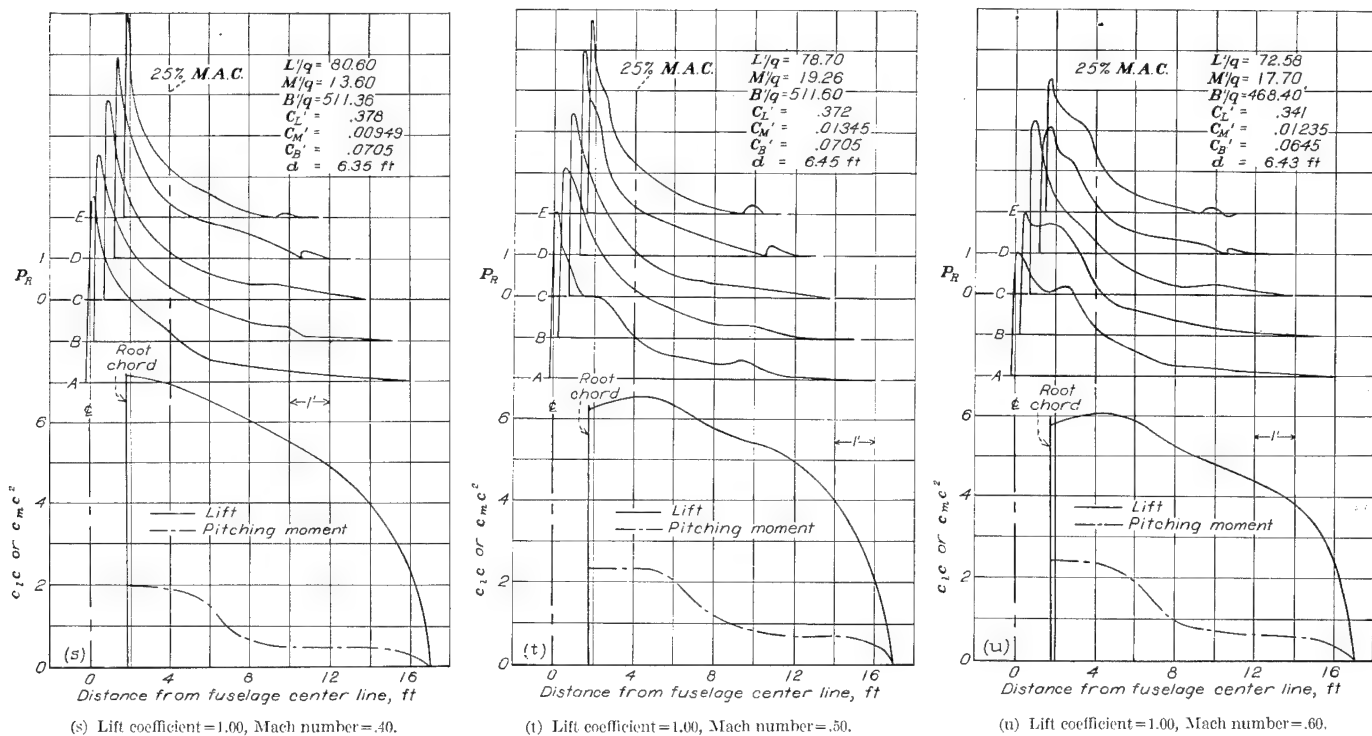 25% M.A.C.
L'/q = 80.60
M'/q = 13.60
B'/q = 511.36
C_L' = .378
C_M' = .00949
C_B' = .0705
d = 6.35 ft
E
D
C
B
A
1
P_R
0
Root
chord
℄
1'
6
4
2
0
c_l c or c_m c²
Lift
Pitching moment
(s)
0 4 8 12 16
Distance from fuselage center line, ft
(s) Lift coefficient=1.00, Mach number=.40.
25% M.A.C.
L'/q = 78.70
M'/q = 19.26
B'/q = 511.60
C_L' = .372
C_M' = .01345
C_B' = .0705
d = 6.45 ft
E
D
C
B
A
1
P_R
0
Root
chord
℄
1'
6
4
2
0
c_l c or c_m c²
Lift
Pitching moment
(t)
0 4 8 12 16
Distance from fuselage center line, ft
(t) Lift coefficient=1.00, Mach number=.50.
25% M.A.C.
L'/q = 72.58
M'/q = 17.70
B'/q = 468.40
C_L' = .341
C_M' = .01235
C_B' = .0645
d = 6.43 ft
E
D
C
B
A
1
P_R
0
Root
chord
℄
1'
6
4
2
0
c_l c or c_m c²
Lift
Pitching moment
(u)
0 4 8 12 16
Distance from fuselage center line, ft
(u) Lift coefficient=1.00, Mach number=.60.